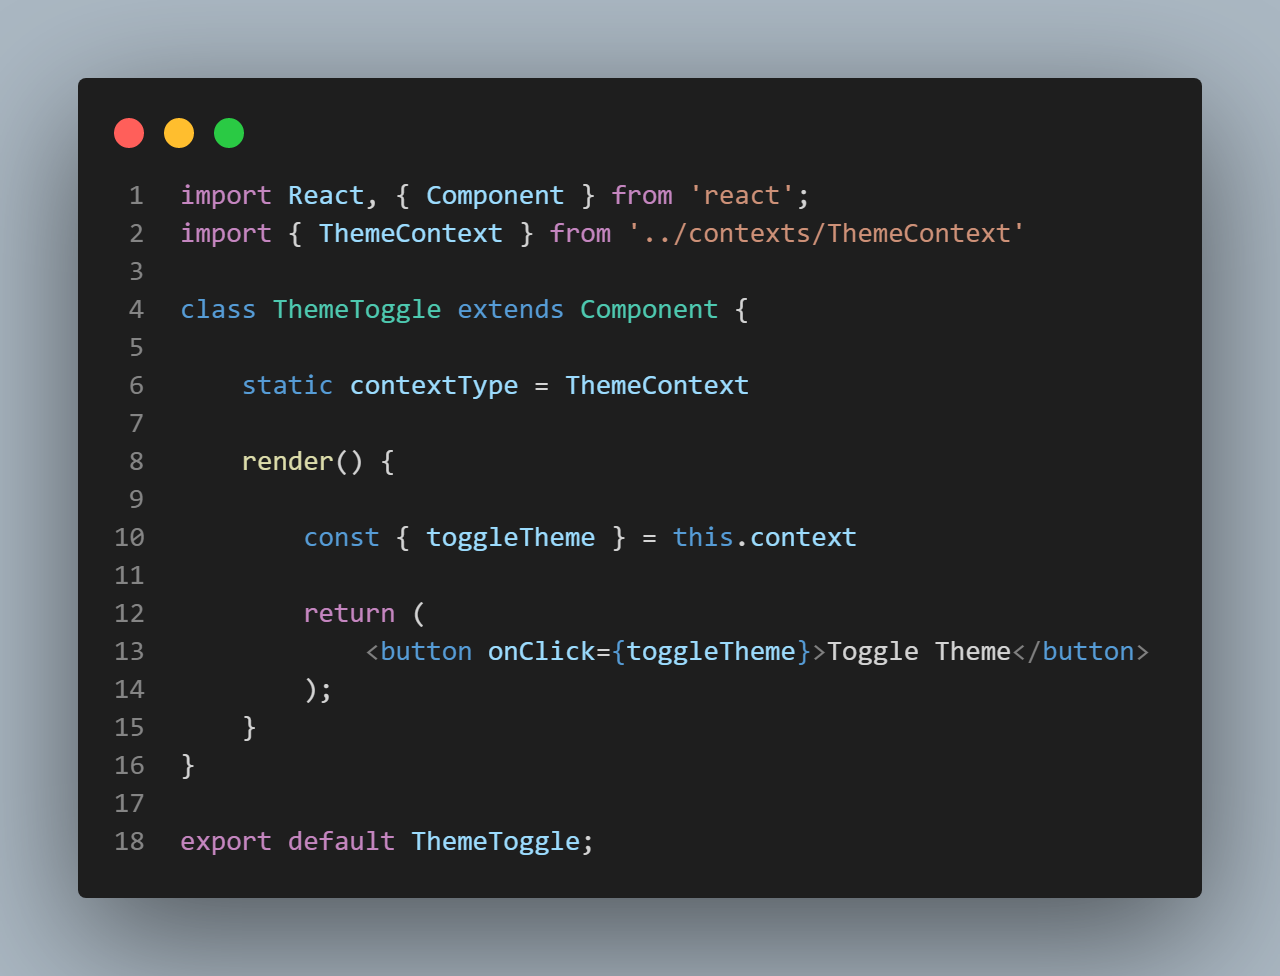 1 import React, { Component } from 'react';
2 import { ThemeContext } from '../contexts/ThemeContext'
3
4 class ThemeToggle extends Component {
5
6     static contextType = ThemeContext
7
8     render() {
9
10         const { toggleTheme } = this.context
11
12         return (
13             <button onClick={toggleTheme}>Toggle Theme</button>
14         );
15     }
16 }
17
18 export default ThemeToggle;